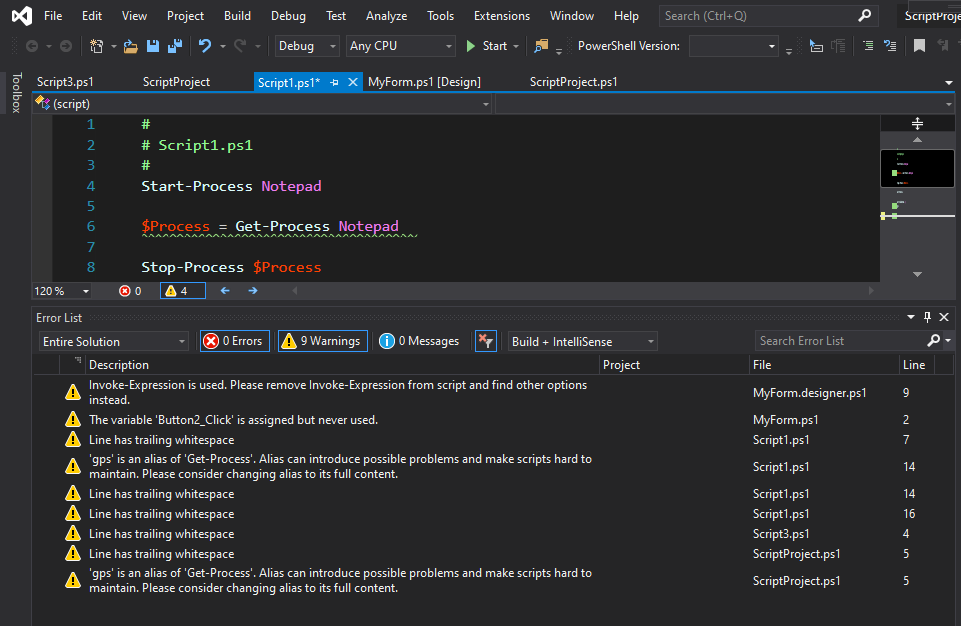 File Edit View Project Build Debug Test Analyze Tools Extensions Window Help Search (Ctrl+Q) ScriptProje
Debug Any CPU Start PowerShell Version:
Toolbox
Script3.ps1 ScriptProject Script1.ps1* MyForm.ps1 [Design] ScriptProject.ps1
(script)
1 #
2 # Script1.ps1
3 #
4 Start-Process Notepad
5
6 $Process = Get-Process Notepad
7
8 Stop-Process $Process
120 % 0 4
Error List
Entire Solution 0 Errors 9 Warnings 0 Messages Build + IntelliSense Search Error List
Description Project File Line
Invoke-Expression is used. Please remove Invoke-Expression from script and find other options
instead. MyForm.designer.ps1 9
The variable 'Button2_Click' is assigned but never used. MyForm.ps1 2
Line has trailing whitespace Script1.ps1 7
'gps' is an alias of 'Get-Process'. Alias can introduce possible problems and make scripts hard to
maintain. Please consider changing alias to its full content. Script1.ps1 14
Line has trailing whitespace Script1.ps1 14
Line has trailing whitespace Script1.ps1 16
Line has trailing whitespace Script3.ps1 4
Line has trailing whitespace ScriptProject.ps1 5
'gps' is an alias of 'Get-Process'. Alias can introduce possible problems and make scripts hard to
maintain. Please consider changing alias to its full content. ScriptProject.ps1 5